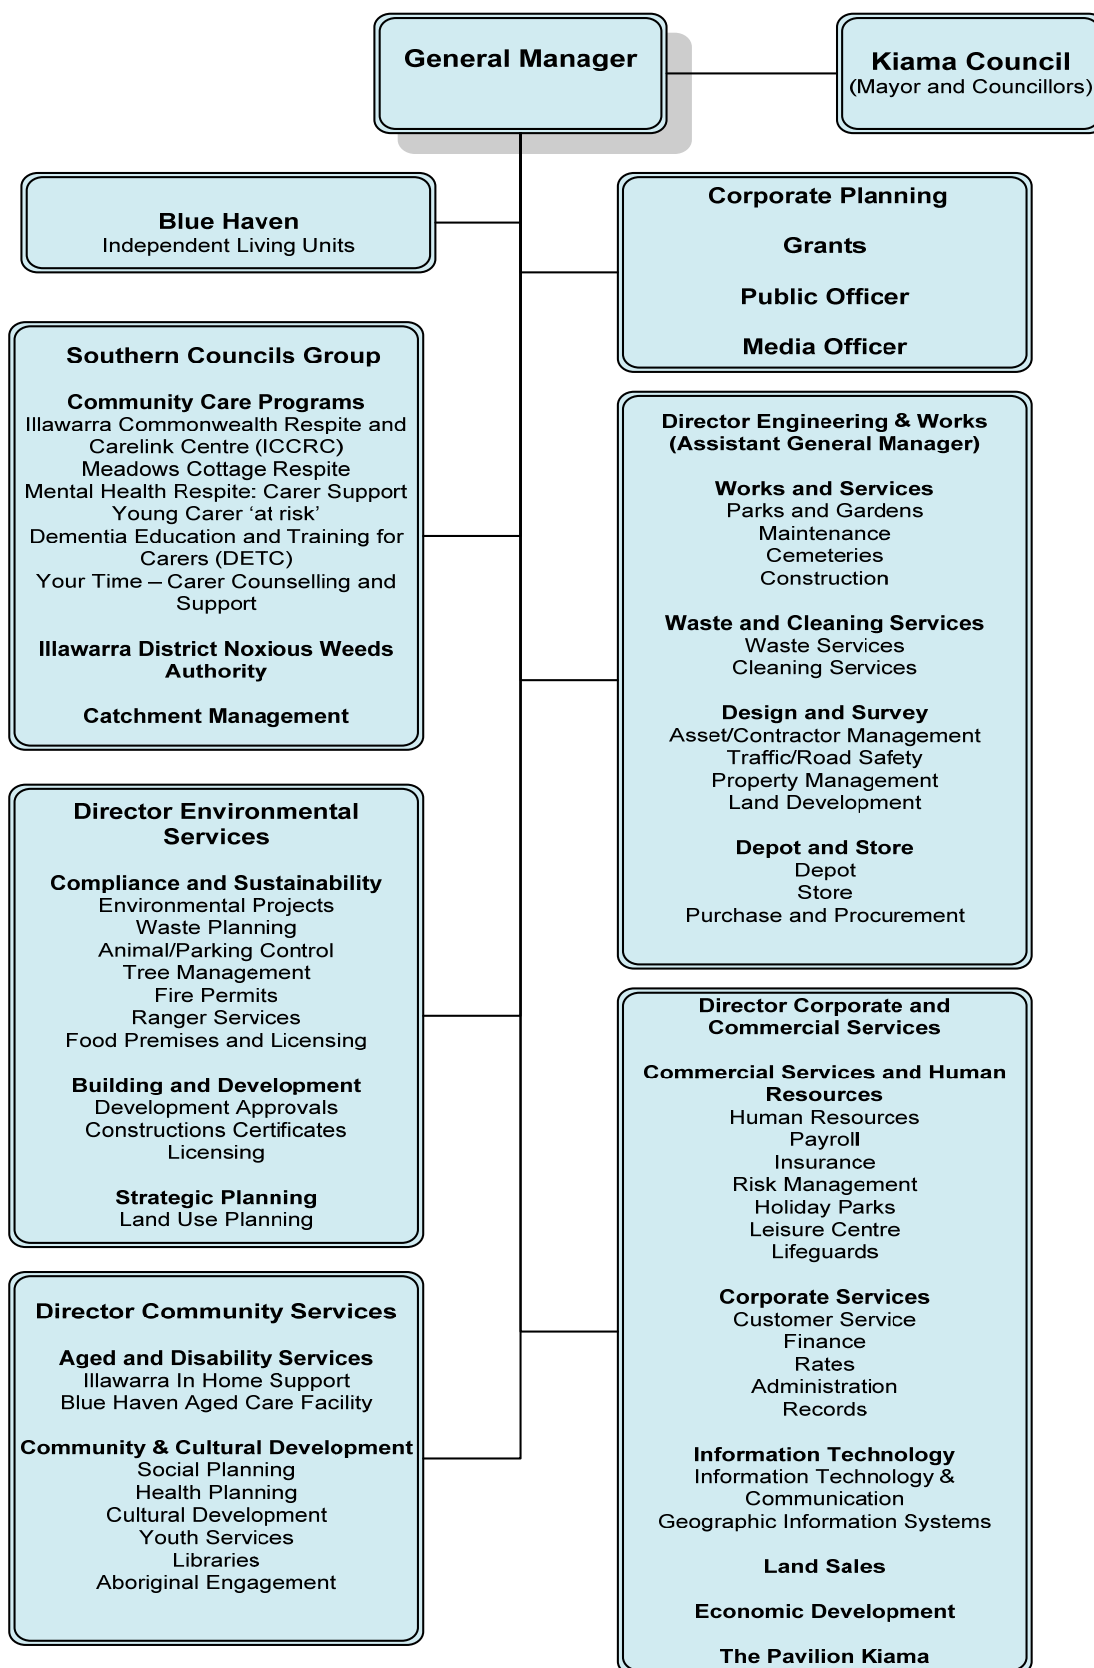 General Manager
Kiama Council
(Mayor and Councillors)
Blue Haven
Independent Living Units
Corporate Planning
Grants
Public Officer
Media Officer
Southern Councils Group
Community Care Programs
Illawarra Commonwealth Respite and
Carelink Centre (ICCRC)
Meadows Cottage Respite
Mental Health Respite: Carer Support
Young Carer ‘at risk’
Dementia Education and Training for
Carers (DETC)
Your Time – Carer Counselling and
Support
Illawarra District Noxious Weeds
Authority
Catchment Management
Director Engineering & Works
(Assistant General Manager)
Works and Services
Parks and Gardens
Maintenance
Cemeteries
Construction
Waste and Cleaning Services
Waste Services
Cleaning Services
Design and Survey
Asset/Contractor Management
Traffic/Road Safety
Property Management
Land Development
Depot and Store
Depot
Store
Purchase and Procurement
Director Environmental
Services
Compliance and Sustainability
Environmental Projects
Waste Planning
Animal/Parking Control
Tree Management
Fire Permits
Ranger Services
Food Premises and Licensing
Building and Development
Development Approvals
Constructions Certificates
Licensing
Strategic Planning
Land Use Planning
Director Corporate and
Commercial Services
Commercial Services and Human
Resources
Human Resources
Payroll
Insurance
Risk Management
Holiday Parks
Leisure Centre
Lifeguards
Corporate Services
Customer Service
Finance
Rates
Administration
Records
Information Technology
Information Technology &
Communication
Geographic Information Systems
Land Sales
Economic Development
The Pavilion Kiama
Director Community Services
Aged and Disability Services
Illawarra In Home Support
Blue Haven Aged Care Facility
Community & Cultural Development
Social Planning
Health Planning
Cultural Development
Youth Services
Libraries
Aboriginal Engagement